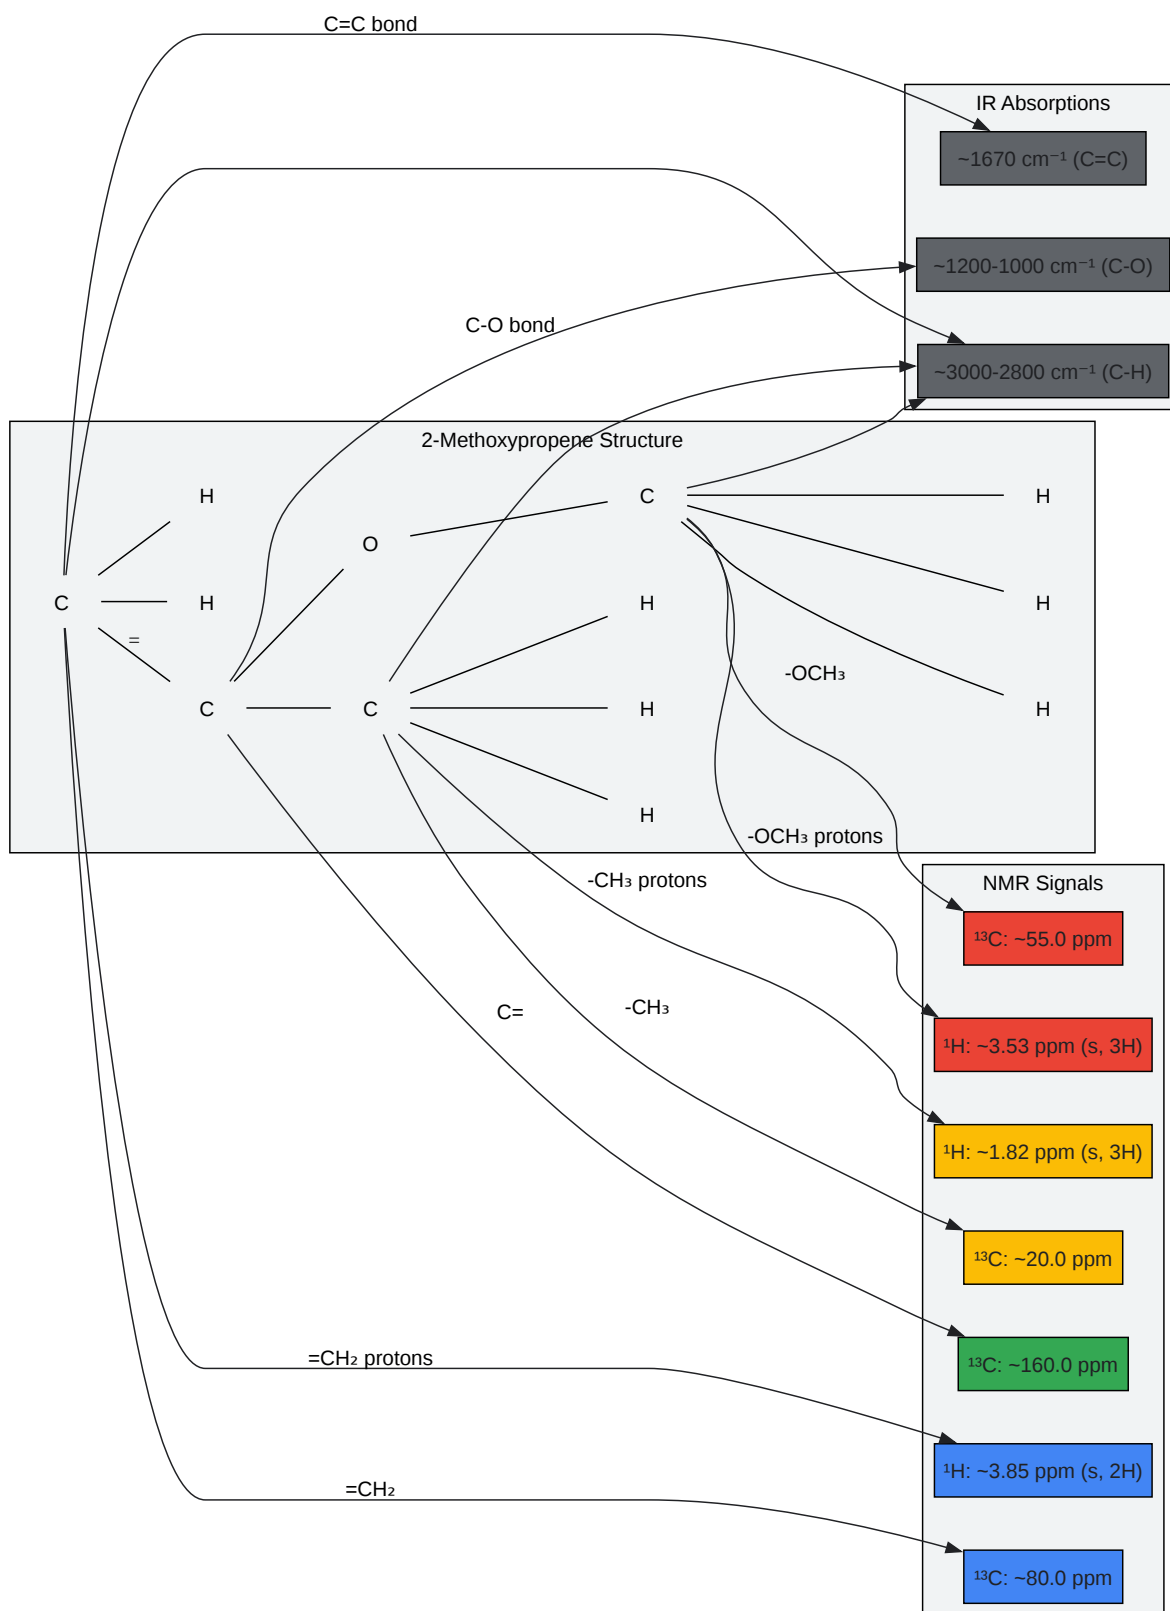 C=C bond
IR Absorptions
~1670 cm⁻¹ (C=C)
~1200-1000 cm⁻¹ (C-O)
C-O bond
~3000-2800 cm⁻¹ (C-H)
2-Methoxypropene Structure
H
C
H
O
C
H
H
H
=
-OCH₃
C
C
H
H
H
-OCH₃ protons
-CH₃ protons
NMR Signals
¹³C: ~55.0 ppm
C=
-CH₃
¹H: ~3.53 ppm (s, 3H)
¹H: ~1.82 ppm (s, 3H)
¹³C: ~20.0 ppm
=CH₂ protons
¹³C: ~160.0 ppm
¹H: ~3.85 ppm (s, 2H)
=CH₂
¹³C: ~80.0 ppm